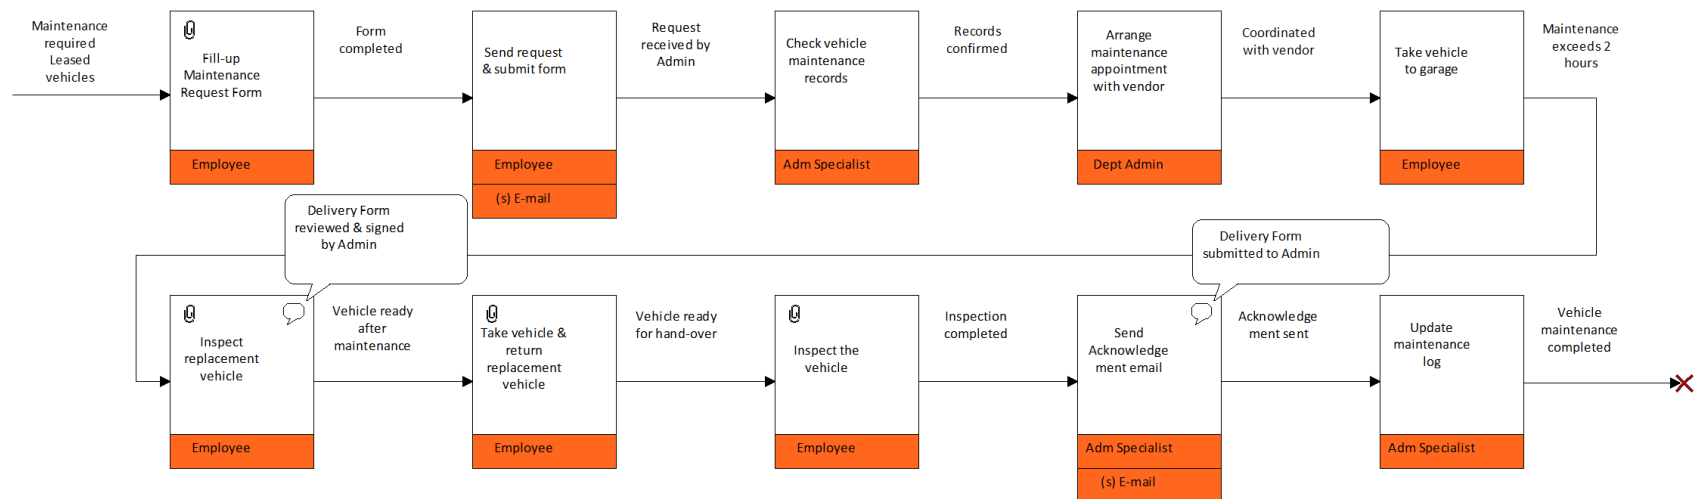 Maintenance
required
Leased
vehicles
Fill-up
Maintenance
Request Form
Employee
Form
completed
Send request
& submit form
Employee
(s) E-mail
Request
received by
Admin
Check vehicle
maintenance
records
Adm Specialist
Records
confirmed
Arrange
maintenance
appointment
with vendor
Dept Admin
Coordinated
with vendor
Take vehicle
to garage
Employee
Maintenance
exceeds 2
hours
Delivery Form
reviewed & signed
by Admin
Delivery Form
submitted to Admin
Inspect
replacement
vehicle
Employee
Vehicle ready
after
maintenance
Take vehicle &
return
replacement
vehicle
Employee
Vehicle ready
for hand-over
Inspect the
vehicle
Employee
Inspection
completed
Send
Acknowledge
ment email
Adm Specialist
(s) E-mail
Acknowledge
ment sent
Update
maintenance
log
Adm Specialist
Vehicle
maintenance
completed